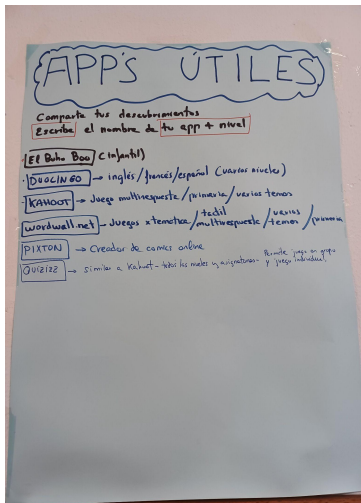 APP'S ÚTILES
Comparte tus descubrimientos
Escribe el nombre de tu app + nivel
· El Buho Boo (infantil)
· DUOLINGO → inglés/francés/español (varios niveles)
· KAHOOT → Juego multirespuesta/primaria/varios temas
wordwall.net → Juegos x temática/táctil multirespuesta/varios temas/primaria
PIXTON → Creador de comics online
QUIZIZZ → similar a Kahoot - todos los niveles y asignaturas - Permite juego en grupo y juego individual.